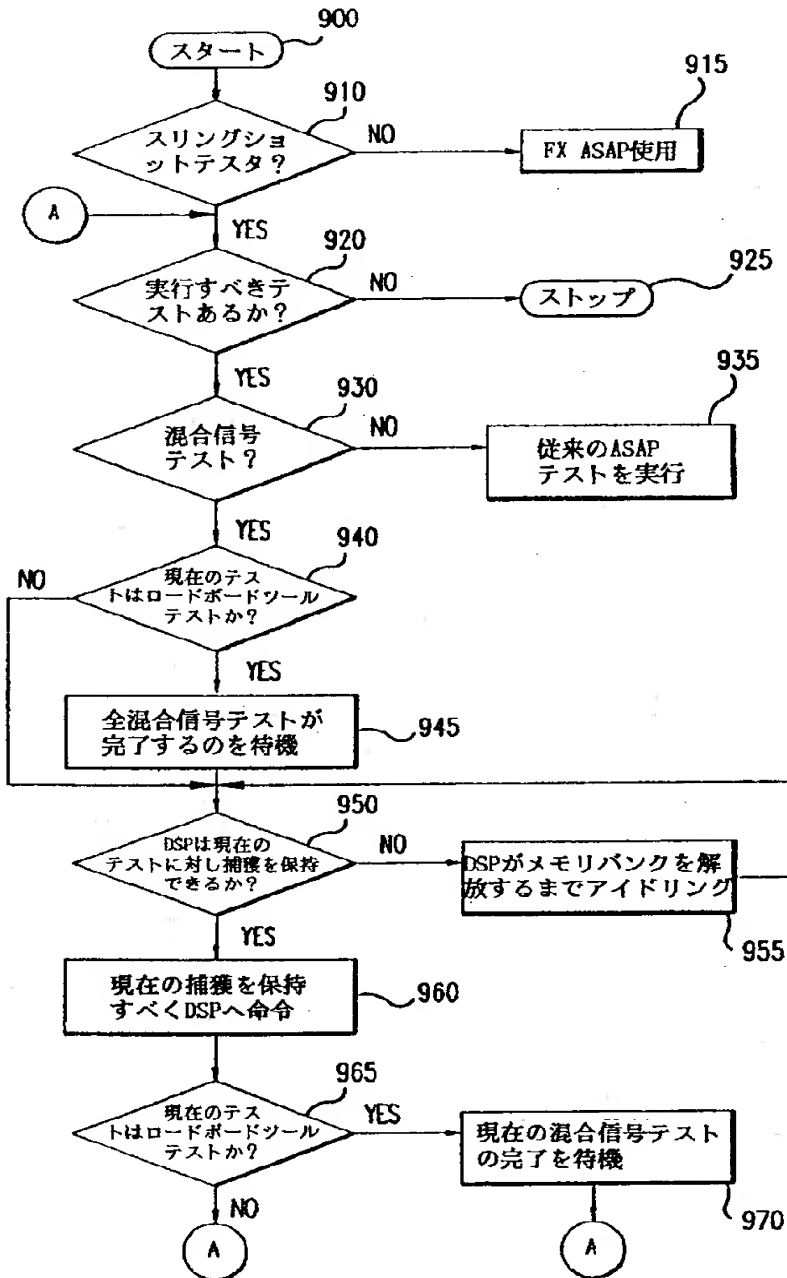 900
スタート
910
スリングショ
ットテスタ?
NO
915
FX ASAP使用
A
YES
920
実行すべきテ
ストあるか?
NO
925
ストップ
YES
930
混合信号
テスト?
NO
935
従来のASAP
テストを実行
YES
940
現在のテス
トはロードボードツール
テストか?
NO
YES
全混合信号テストが
完了するのを待機
945
950
DSPは現在の
テストに対し捕獲を保持
できるか?
NO
DSPがメモリバンクを解
放するまでアイドリング
955
YES
現在の捕獲を保持
すべくDSPへ命令
960
965
現在のテス
トはロードボードツール
テストか?
YES
現在の混合信号テスト
の完了を待機
970
NO
A
A